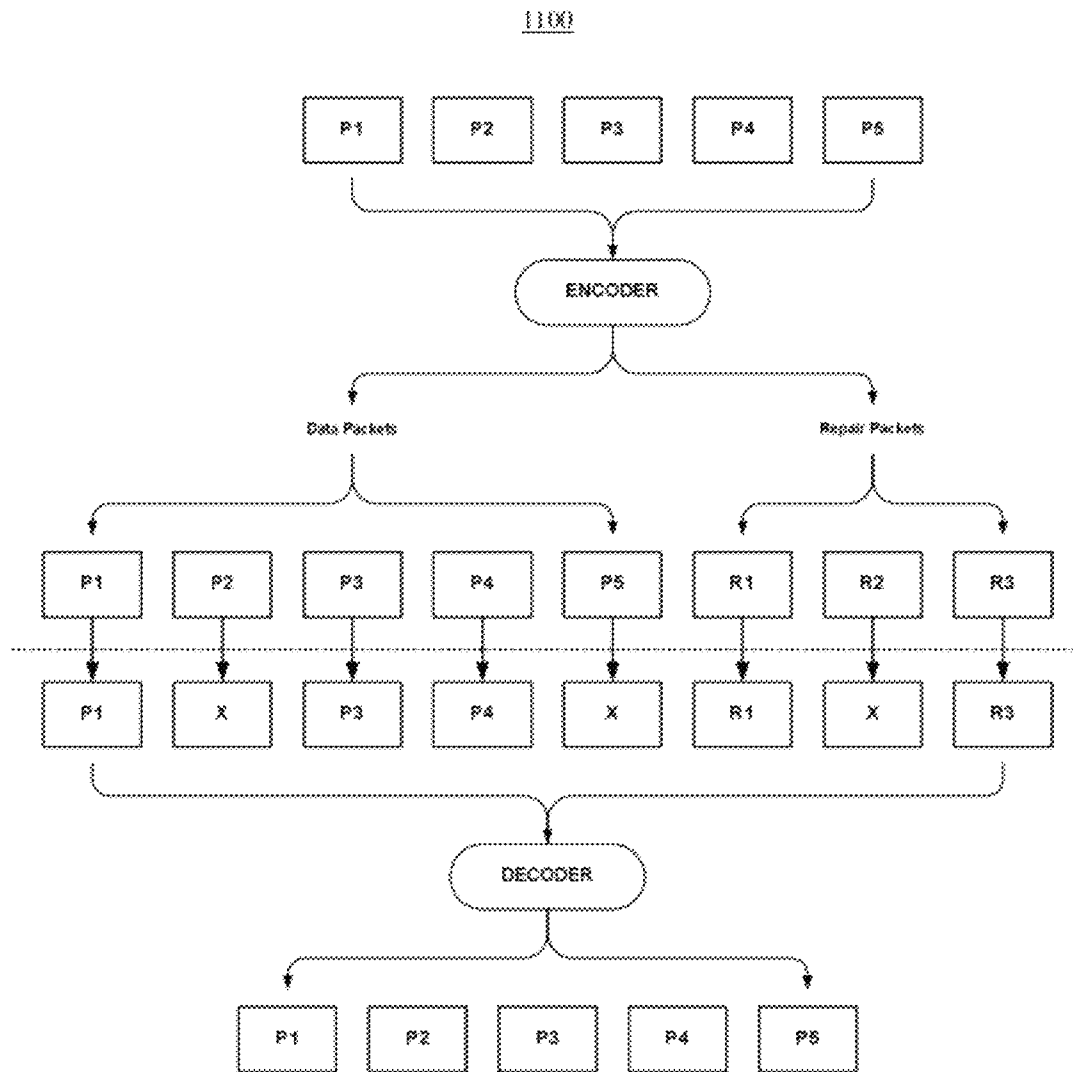 1100
P1 P2 P3 P4 P5
ENCODER
Data Packets Repair Packets
P1 P2 P3 P4 P5 R1 R2 R3
P1 X P3 P4 X R1 X R3
DECODER
P1 P2 P3 P4 P5